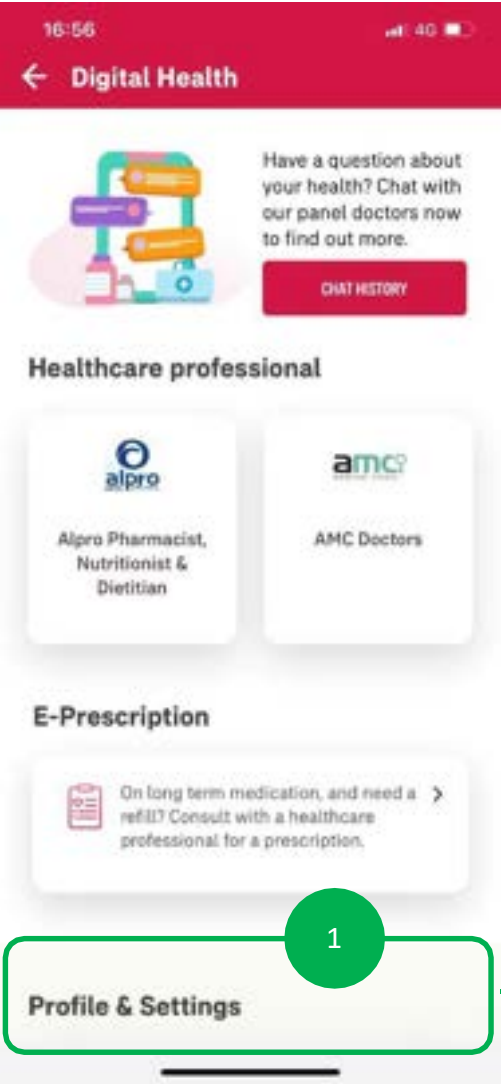 16:56
4G
Digital Health
Have a question about
your health? Chat with
our panel doctors now
to find out more.
CHAT HISTORY
Healthcare professional
alpro
amc
Alpro Pharmacist,
Nutritionist &
Dietitian
AMC Doctors
E-Prescription
On long term medication, and need a
refill? Consult with a healthcare
professional for a prescription.
1
Profile & Settings